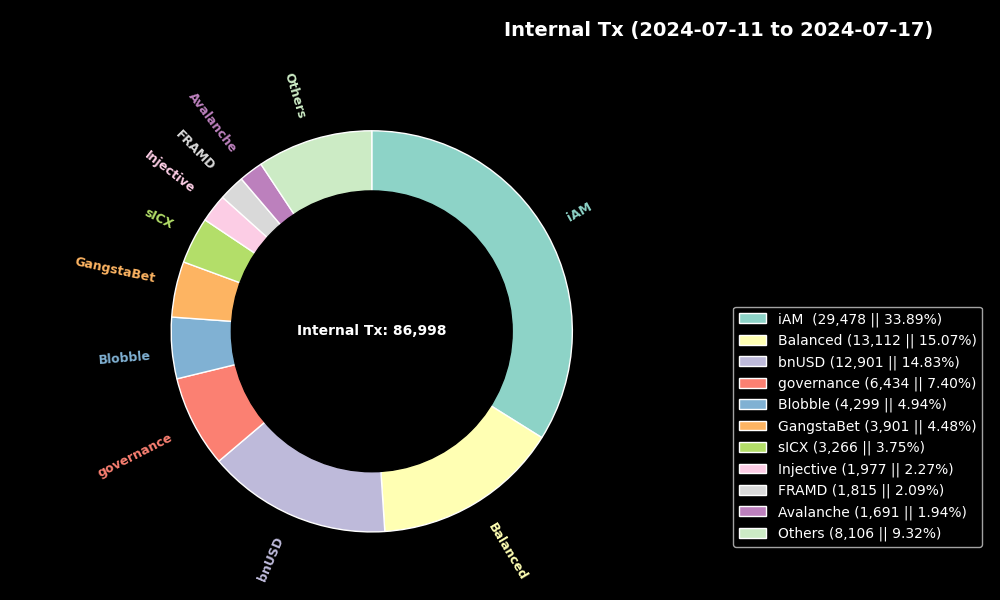 Internal Tx (2024-07-11 to 2024-07-17)
Others
Avalanche
FRAMD
Injective
sICX
GangstaBet
Blobble
governance
bnUSD
Balanced
iAM
Internal Tx: 86,998
iAM  (29,478 || 33.89%)
Balanced (13,112 || 15.07%)
bnUSD (12,901 || 14.83%)
governance (6,434 || 7.40%)
Blobble (4,299 || 4.94%)
GangstaBet (3,901 || 4.48%)
sICX (3,266 || 3.75%)
Injective (1,977 || 2.27%)
FRAMD (1,815 || 2.09%)
Avalanche (1,691 || 1.94%)
Others (8,106 || 9.32%)